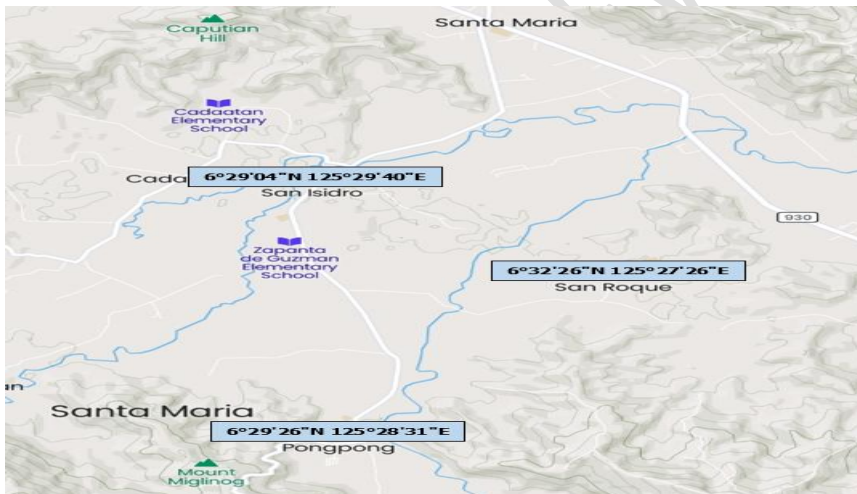 Santa Maria
Caputian
Hill
Cadaatan
Elementary
School
Cada
6°29'04"N 125°29'40"E
San Isidro
930
Zapanta
de Guzman
Elementary
School
6°32'26"N 125°27'26"E
San Roque
an
Santa Maria
6°29'26"N 125°28'31"E
Pongpong
Mount
Miglinog